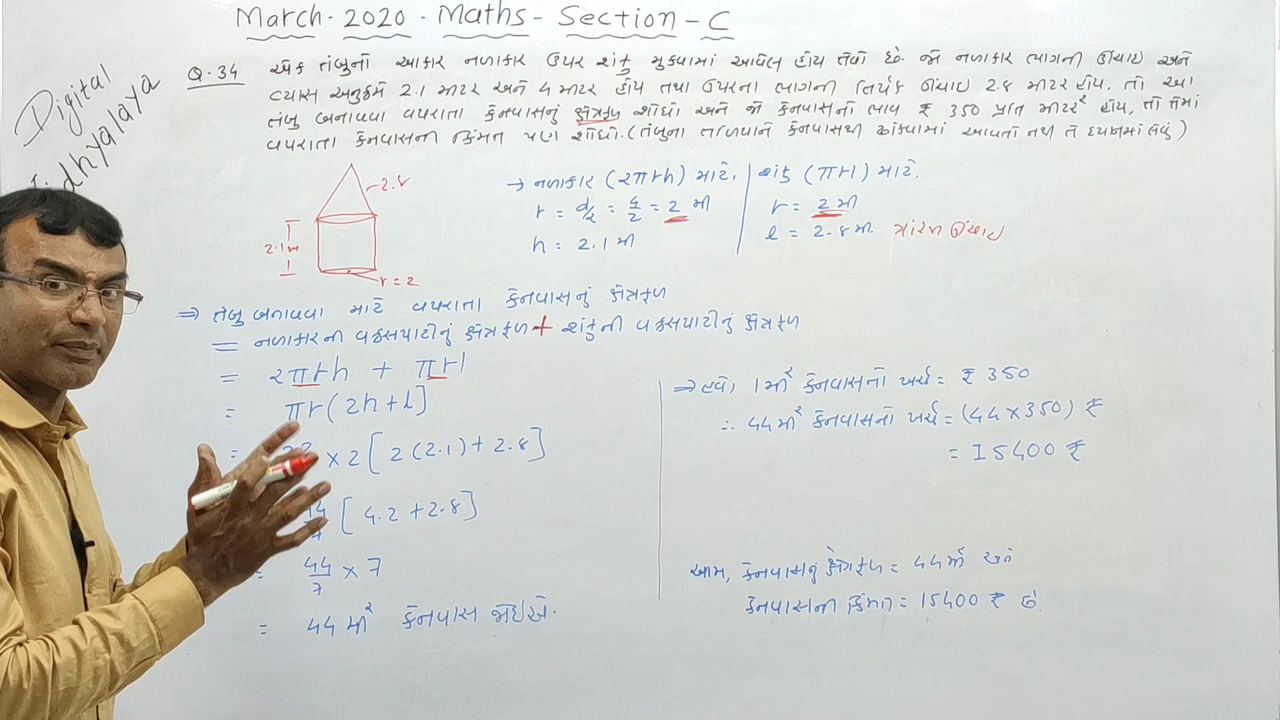 March - 2020 - Maths - Section - C
Digital
dhyalaya
Q-34 એક તંબુનો આકાર નળાકાર ઉપર શંકુ મુકવામાં આવેલ હોય તેવો છે. જો નળાકાર ભાગની ઊંચાઇ અને
વ્યાસ અનુક્રમે 2.1 મીટર અને 4 મીટર હોય તથા ઉપરના ભાગની તિર્યક ઊંચાઇ 2.8 મીટર હોય, તો આ
તંબુ બનાવવા વપરાતા કેનવાસનું ક્ષેત્રફળ શોધો અને જો કેનવાસનો ભાવ ₹ 350 પ્રતિ મીટર² હોય, તો તેમાં
વપરાતા કેનવાસની કિંમત પણ શોધો. (તંબુના તળિયાને કેનવાસથી ઢાંકવામાં આવતો નથી તે ધ્યાનમાં લેવું)
2.8
2.1મી
r = 2
→ નળાકાર (2πrh) માટે,
r = d/2 = 4/2 = 2 મી
h = 2.1 મી
શંકુ (πrl) માટે.
r = 2 મી
l = 2.8 મી. ત્રાંસી ઊંચાઇ
⇒ તંબુ બનાવવા માટે વપરાતા કેનવાસનું ક્ષેત્રફળ
= નળાકારની વક્રસપાટીનું ક્ષેત્રફળ + શંકુની વક્રસપાટીનું ક્ષેત્રફળ
= 2πrh + πrl
= πr(2h+l]
= × 2 [ 2(2.1) + 2.8]
[ 4.2 + 2.8]
= 44/7 × 7
= 44 મી² કેનવાસ જોઇએ.
⇒ હવે, 1મી² કેનવાસનો ખર્ચ = ₹ 350
∴ 44મી² કેનવાસનો ખર્ચ = (44 × 350) ₹
= 15400 ₹
આમ, કેનવાસનું ક્ષેત્રફળ = 44મી² અને
કેનવાસની કિંમત = 15400 ₹ છે.